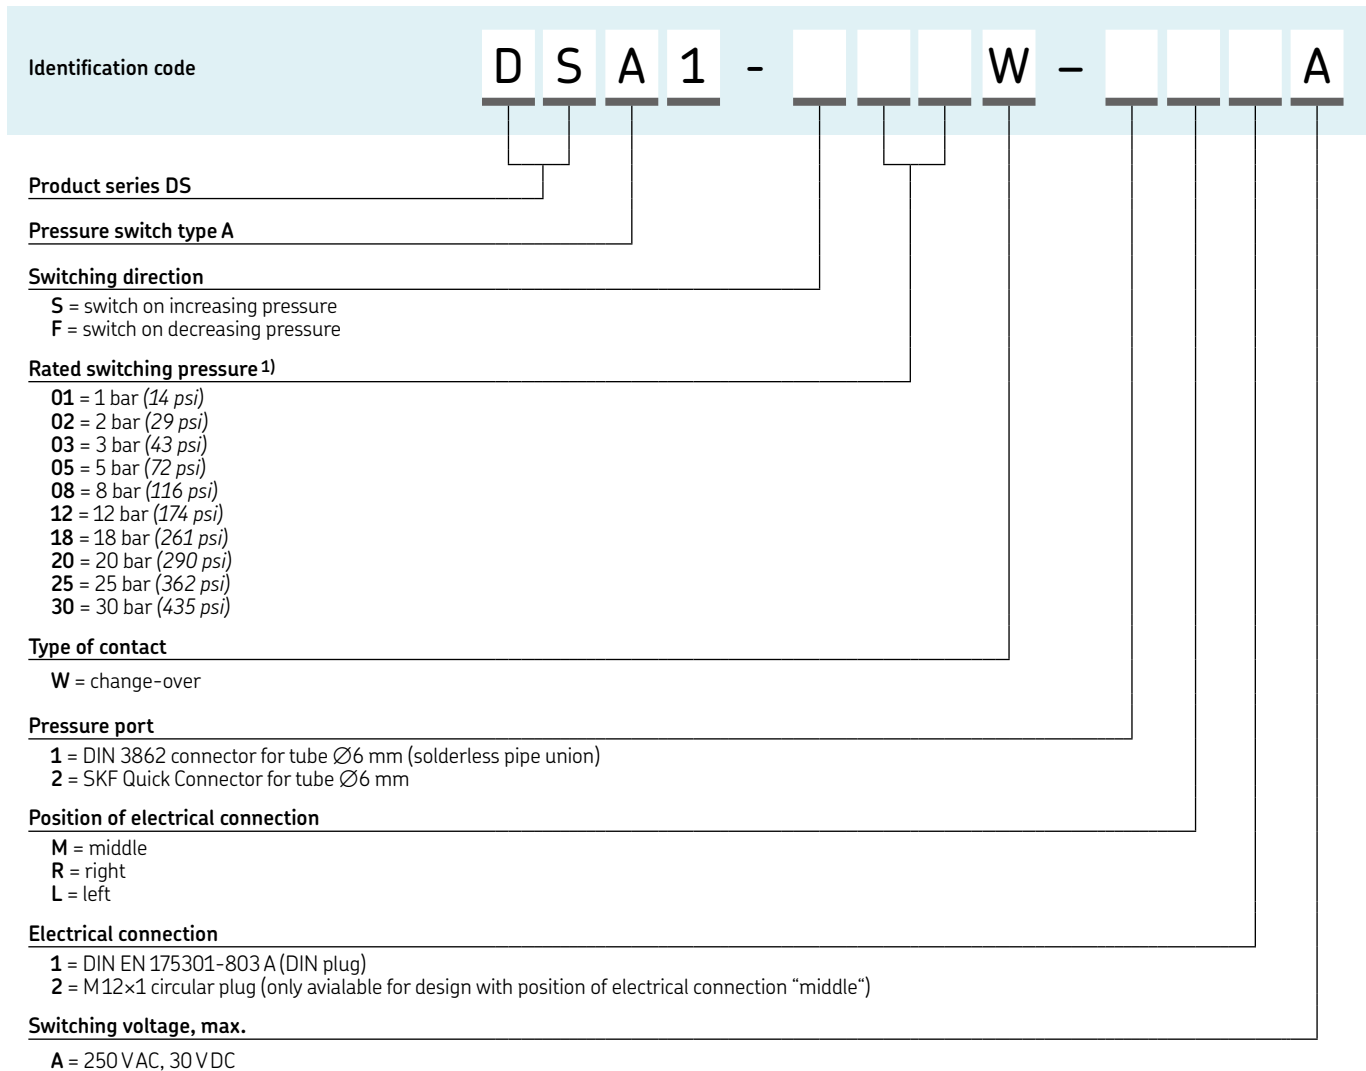 Identification code D S A 1 - W – A
Product series DS
Pressure switch type A
Switching direction
S = switch on increasing pressure
F = switch on decreasing pressure
Rated switching pressure 1)
01 = 1 bar (14 psi)
02 = 2 bar (29 psi)
03 = 3 bar (43 psi)
05 = 5 bar (72 psi)
08 = 8 bar (116 psi)
12 = 12 bar (174 psi)
18 = 18 bar (261 psi)
20 = 20 bar (290 psi)
25 = 25 bar (362 psi)
30 = 30 bar (435 psi)
Type of contact
W = change-over
Pressure port
1 = DIN 3862 connector for tube ∅6 mm (solderless pipe union)
2 = SKF Quick Connector for tube ∅6 mm
Position of electrical connection
M = middle
R = right
L = left
Electrical connection
1 = DIN EN 175301-803 A (DIN plug)
2 = M12×1 circular plug (only avialable for design with position of electrical connection “middle“)
Switching voltage, max.
A = 250 V AC, 30 V DC